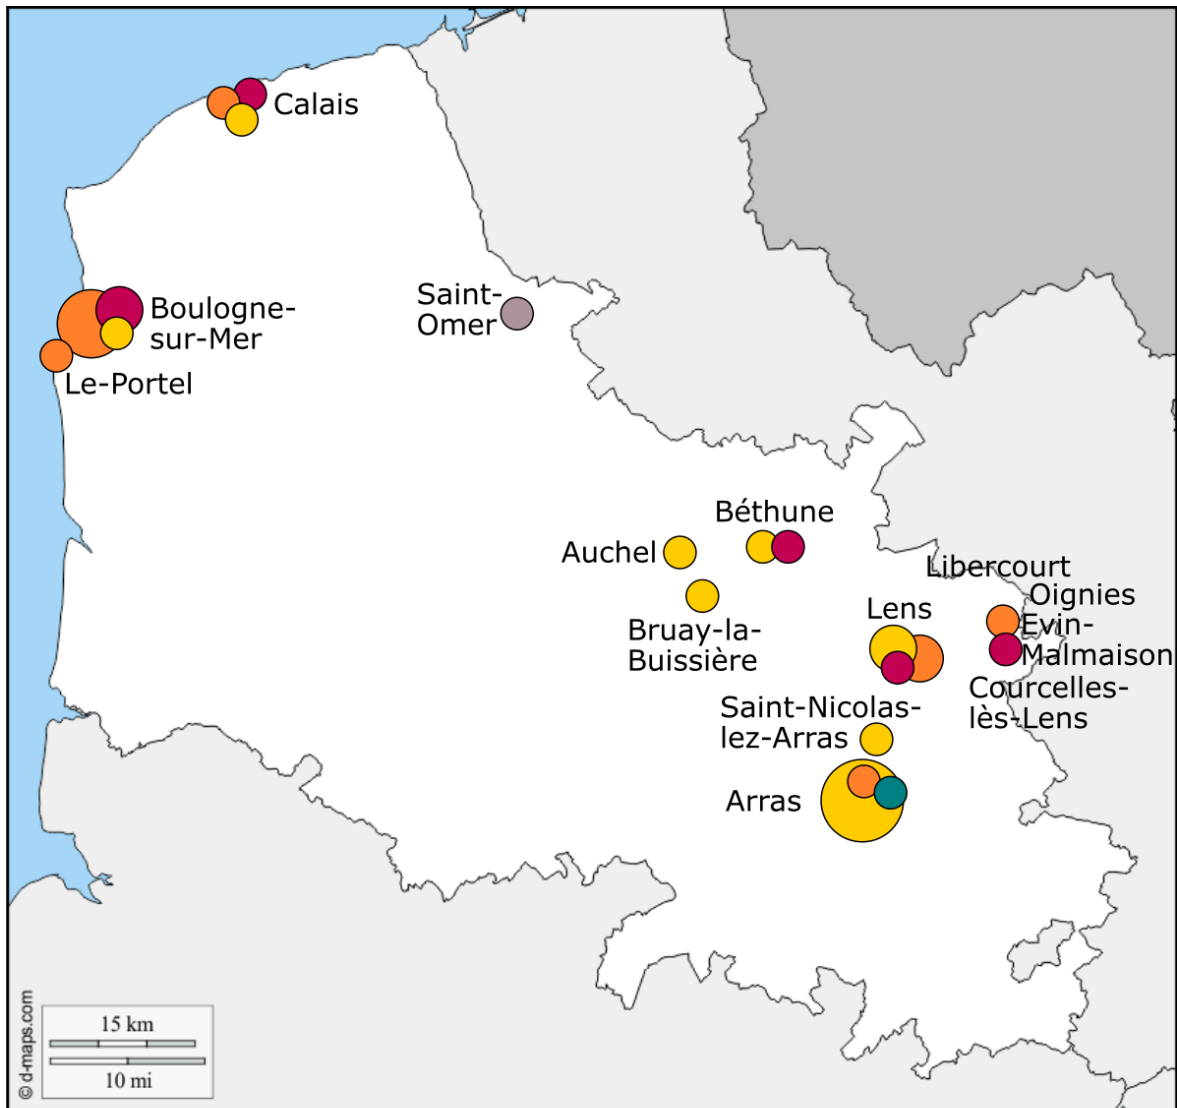 Calais
Saint-
Omer
Boulogne-
sur-Mer
Le-Portel
Béthune
Auchel
Libercourt
Oignies
Lens
Evin-
Malmaison
Bruay-la-
Buissière
Courcelles-
lès-Lens
Saint-Nicolas-
lez-Arras
Arras
© d-maps.com
15 km
10 mi